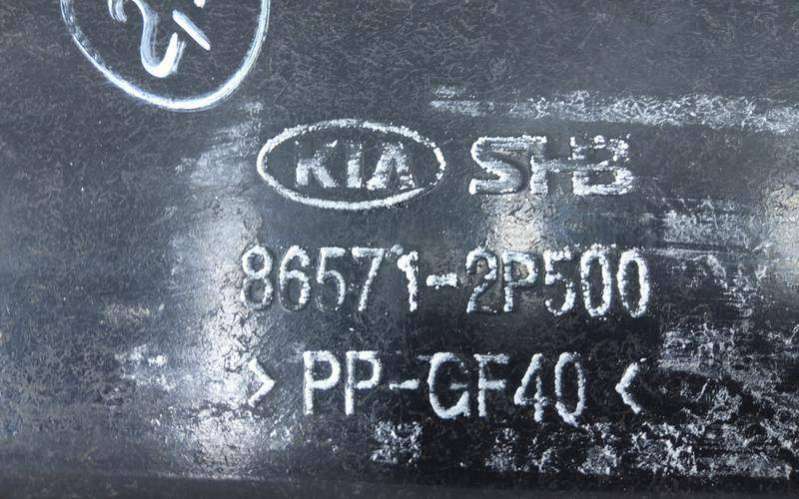 KIA SHB
86571-2P500
> PP-GF40 <